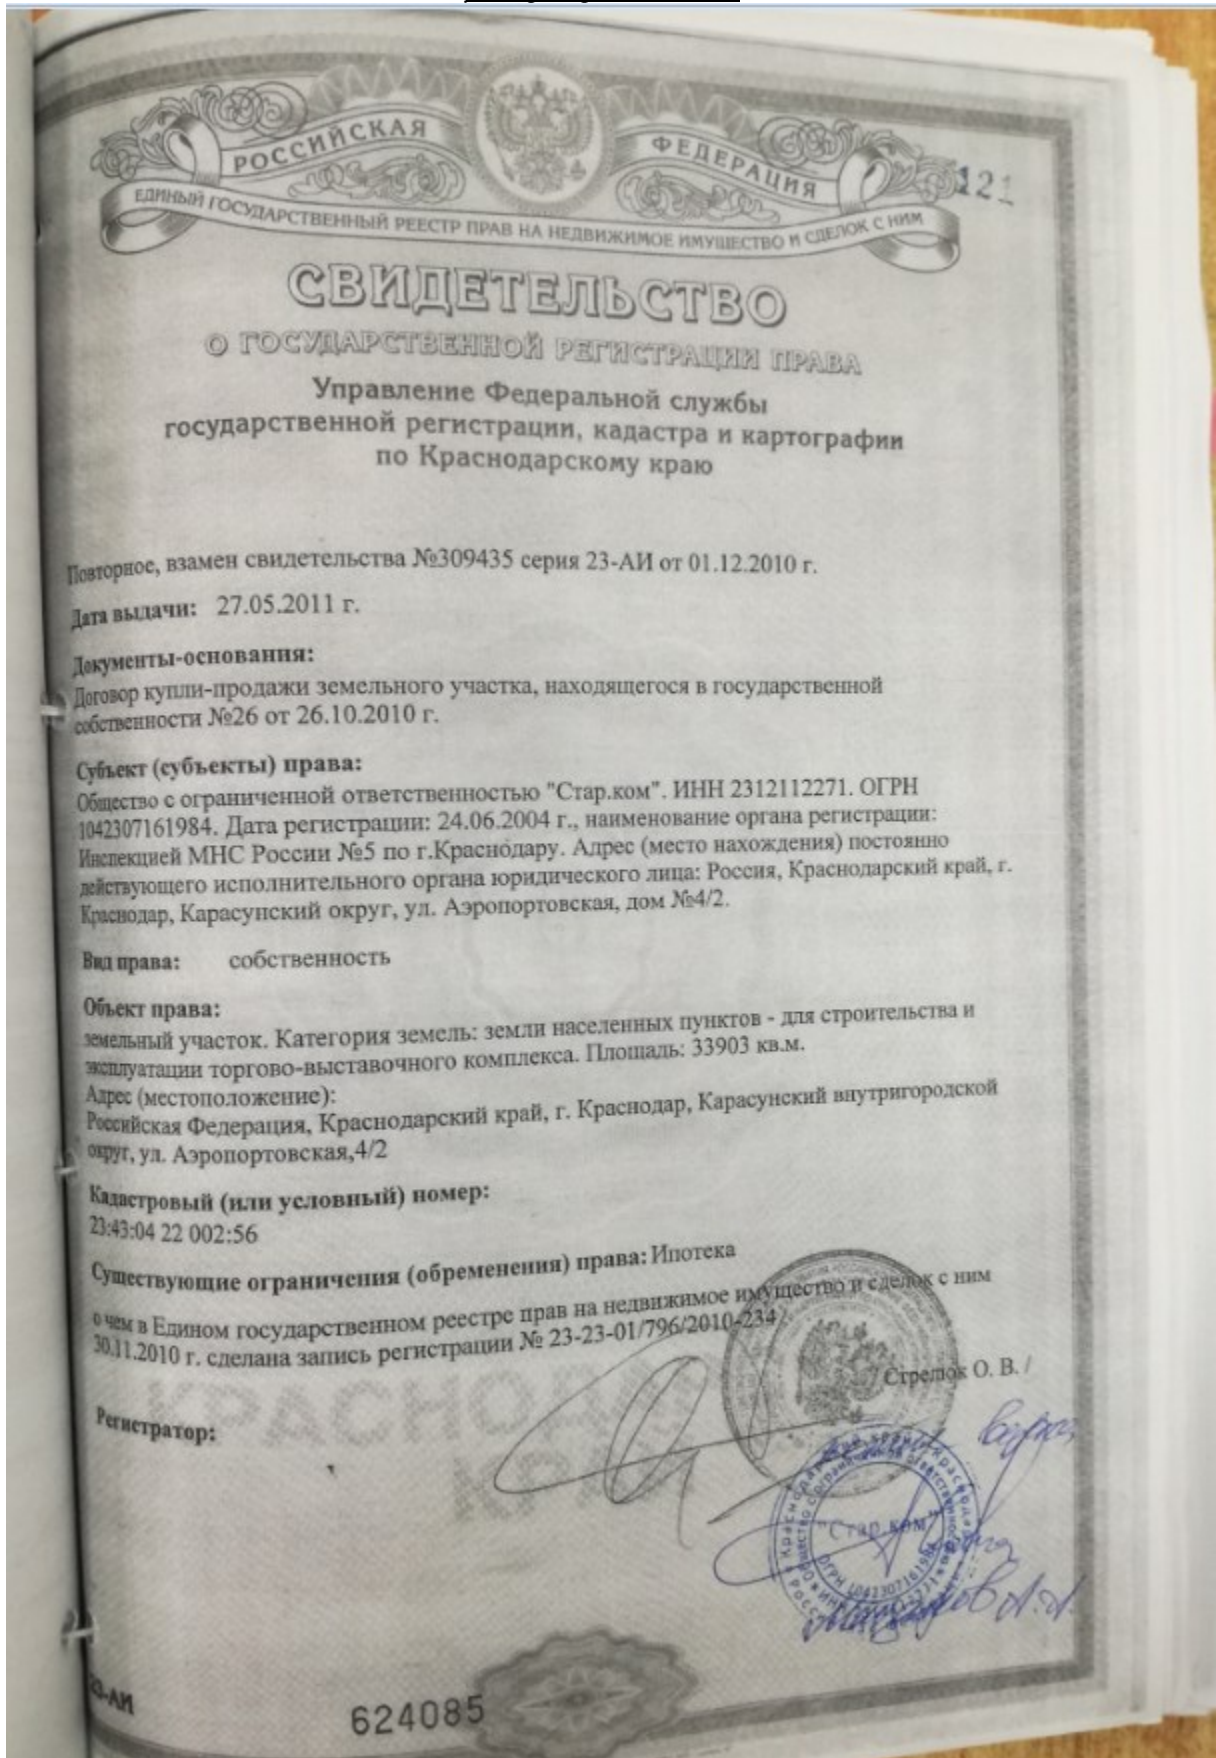 РОССИЙСКАЯ ФЕДЕРАЦИЯ
121
ЕДИНЫЙ ГОСУДАРСТВЕННЫЙ РЕЕСТР ПРАВ НА НЕДВИЖИМОЕ ИМУЩЕСТВО И СДЕЛОК С НИМ
СВИДЕТЕЛЬСТВО
О ГОСУДАРСТВЕННОЙ РЕГИСТРАЦИИ ПРАВА
Управление Федеральной службы
государственной регистрации, кадастра и картографии
по Краснодарскому краю
Повторное, взамен свидетельства №309435 серия 23-АИ от 01.12.2010 г.
Дата выдачи: 27.05.2011 г.
Документы-основания:
Договор купли-продажи земельного участка, находящегося в государственной
собственности №26 от 26.10.2010 г.
Субъект (субъекты) права:
Общество с ограниченной ответственностью "Стар.ком". ИНН 2312112271. ОГРН
1042307161984. Дата регистрации: 24.06.2004 г., наименование органа регистрации:
Инспекцией МНС России №5 по г.Краснодару. Адрес (место нахождения) постоянно
действующего исполнительного органа юридического лица: Россия, Краснодарский край, г.
Краснодар, Карасунский округ, ул. Аэропортовская, дом №4/2.
Вид права: собственность
Объект права:
земельный участок. Категория земель: земли населенных пунктов - для строительства и
эксплуатации торгово-выставочного комплекса. Площадь: 33903 кв.м.
Адрес (местоположение):
Российская Федерация, Краснодарский край, г. Краснодар, Карасунский внутригородской
округ, ул. Аэропортовская,4/2
Кадастровый (или условный) номер:
23:43:04 22 002:56
Существующие ограничения (обременения) права: Ипотека
о чем в Едином государственном реестре прав на недвижимое имущество и сделок с ним
30.11.2010 г. сделана запись регистрации № 23-23-01/796/2010-234
/ Стрелок О. В. /
Регистратор:
КРАСНОДАР
КРАЙ
"Стар.ком"
ОГРН 1042307161984
23-АИ
624085